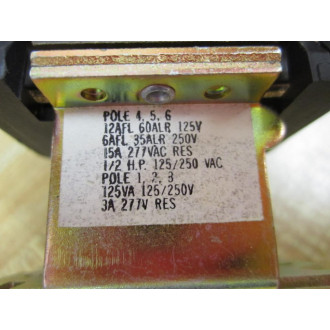 POLE 4, 5, 6
12AFL 60ALR 125V
6AFL 35ALR 250V
15A 277VAC RES
1/2 H.P. 125/250 VAC
POLE 1, 2, 3
125VA 125/250V
3A 277V RES